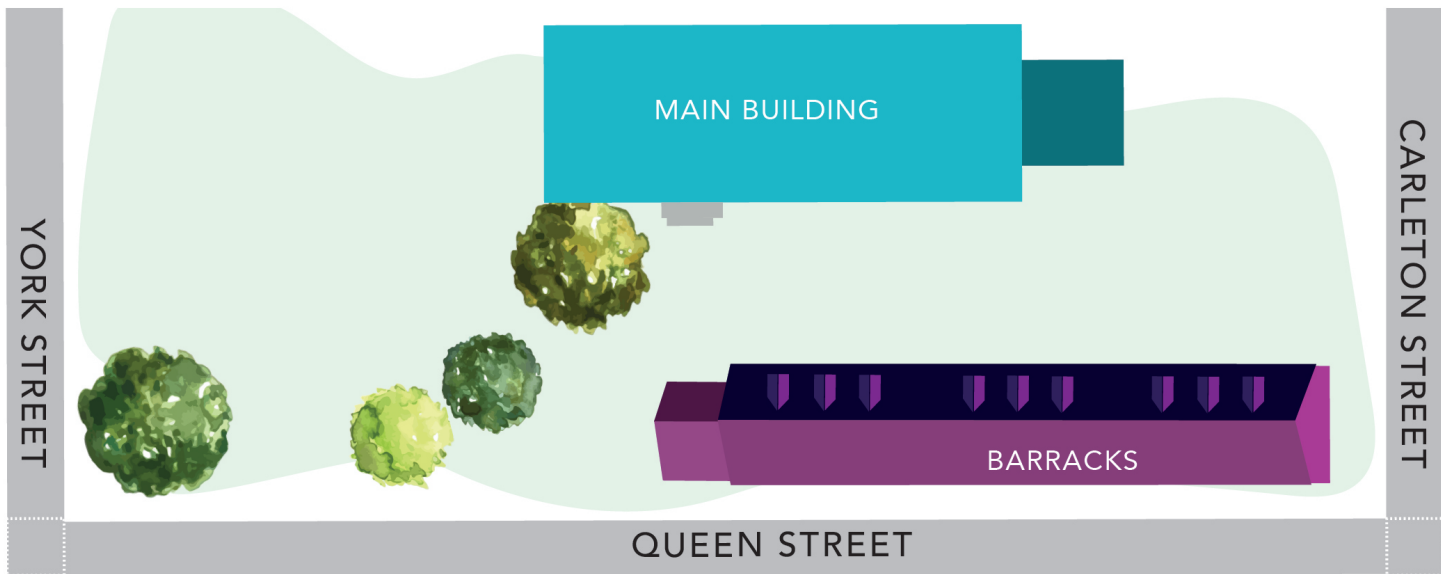 MAIN BUILDING
YORK STREET
CARLETON STREET
BARRACKS
QUEEN STREET